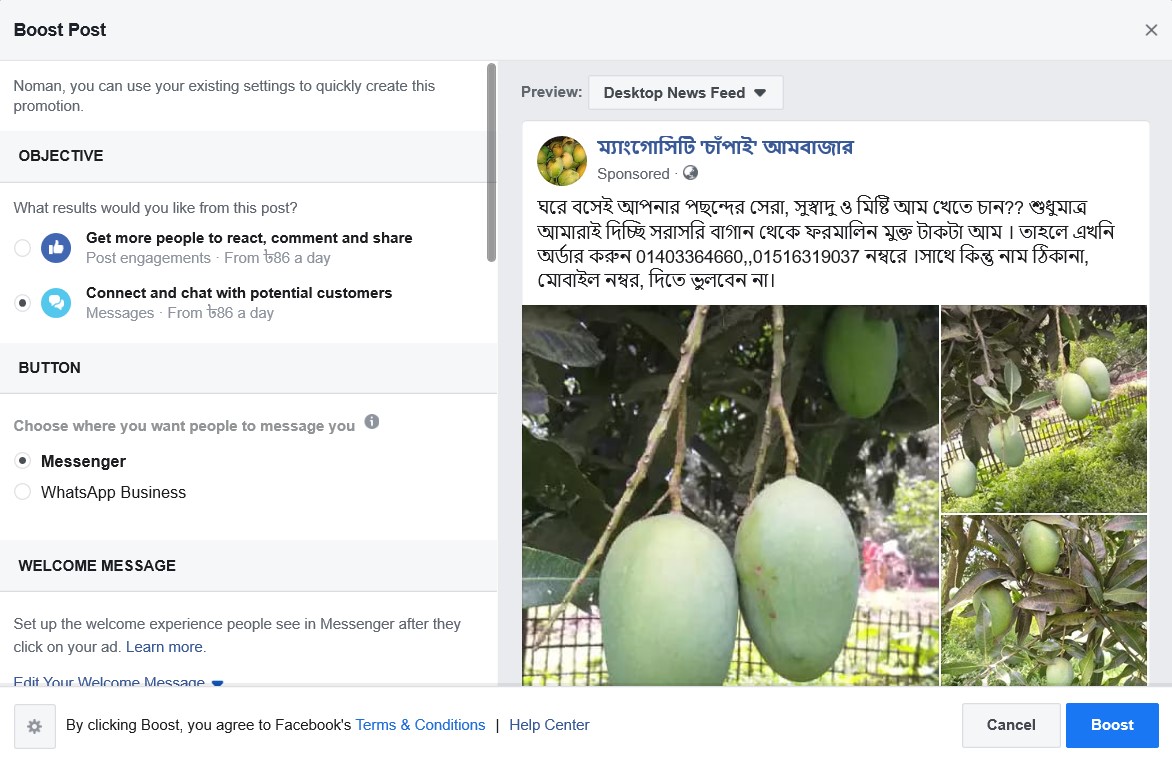 Boost Post
Noman, you can use your existing settings to quickly create this
promotion.
OBJECTIVE
What results would you like from this post?
Get more people to react, comment and share
Post engagements · From ৳86 a day
Connect and chat with potential customers
Messages · From ৳86 a day
BUTTON
Choose where you want people to message you
Messenger
WhatsApp Business
WELCOME MESSAGE
Set up the welcome experience people see in Messenger after they
click on your ad. Learn more.
Edit Your Welcome Message
Preview: Desktop News Feed
ম্যাংগোসিটি 'চাঁপাই' আমবাজার
Sponsored ·
ঘরে বসেই আপনার পছন্দের সেরা, সুস্বাদু ও মিষ্টি আম খেতে চান?? শুধুমাত্র
আমারাই দিচ্ছি সরাসরি বাগান থেকে ফরমালিন মুক্ত টাকটা আম । তাহলে এখনি
অর্ডার করুন 01403364660,,01516319037 নম্বরে ।সাথে কিন্তু নাম ঠিকানা,
মোবাইল নম্বর, দিতে ভুলবেন না।
By clicking Boost, you agree to Facebook's Terms & Conditions | Help Center
Cancel
Boost